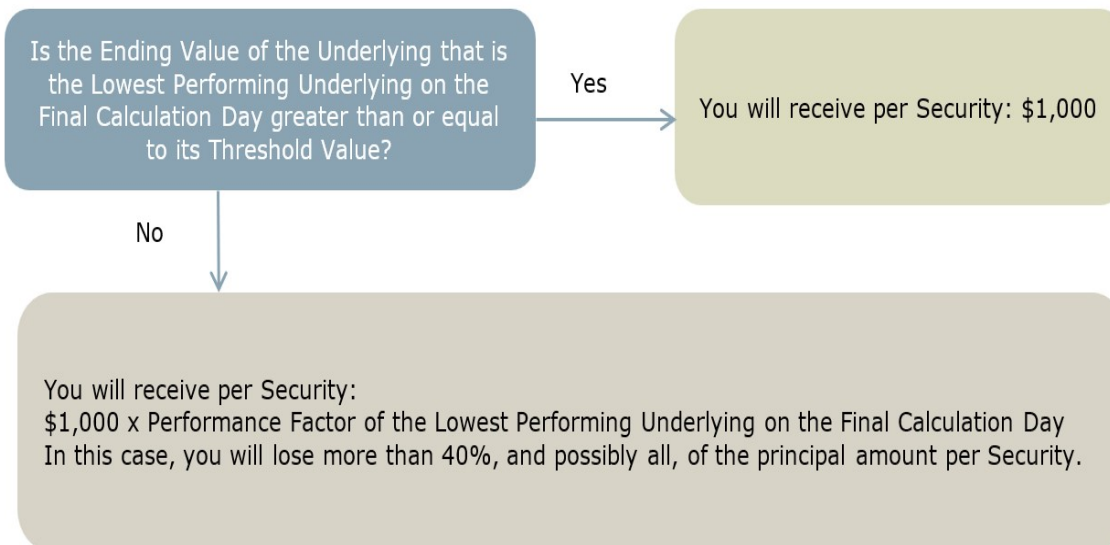 Is the Ending Value of the Underlying that is
the Lowest Performing Underlying on the
Final Calculation Day greater than or equal
to its Threshold Value?
Yes
You will receive per Security: $1,000
No
You will receive per Security:
$1,000 x Performance Factor of the Lowest Performing Underlying on the Final Calculation Day
In this case, you will lose more than 40%, and possibly all, of the principal amount per Security.